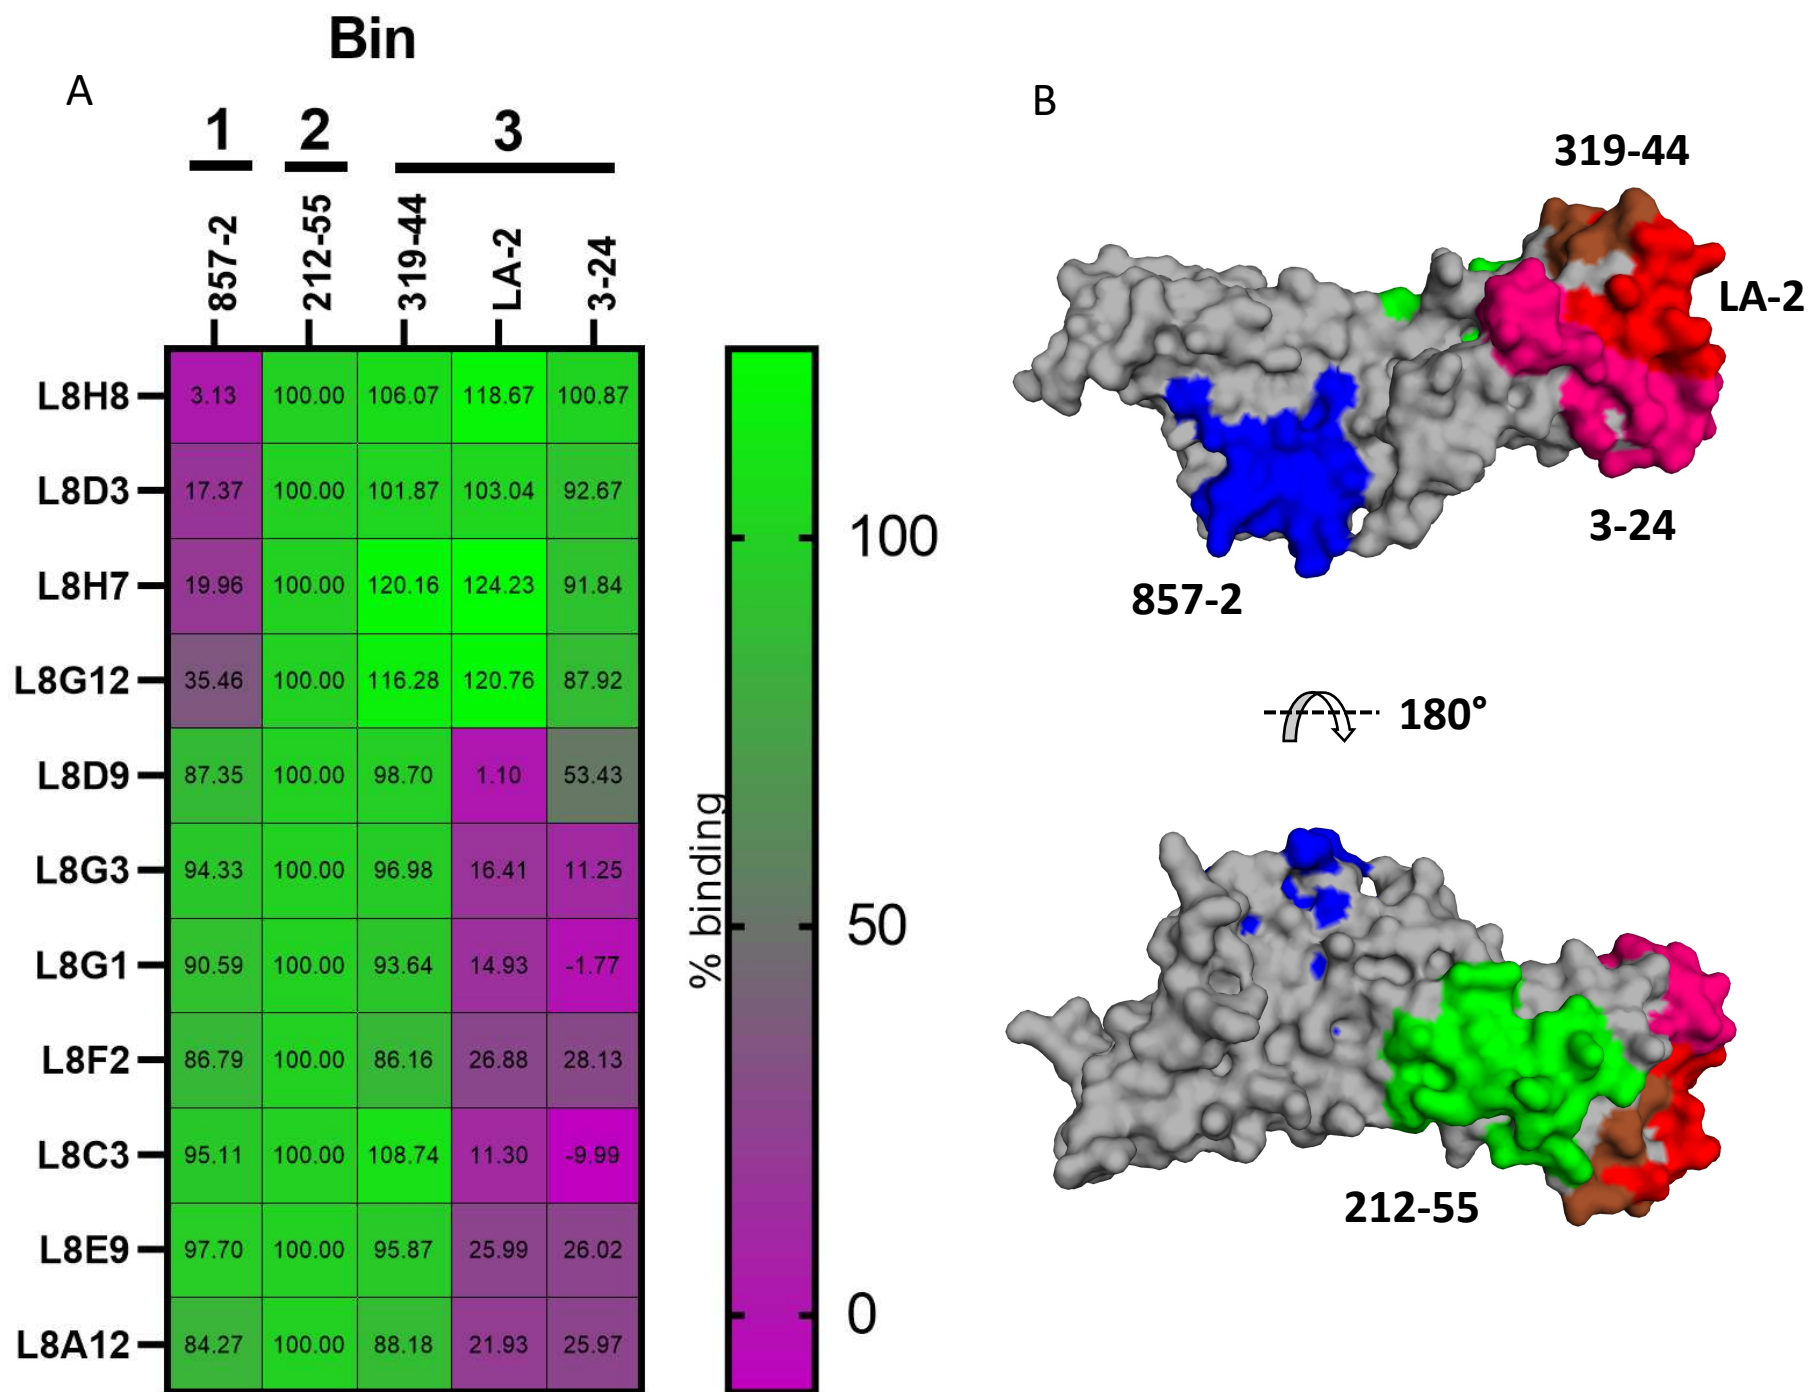 Bin
A
1 2 3
857-2 212-55 319-44 LA-2 3-24
L8H8 3.13 100.00 106.07 118.67 100.87
L8D3 17.37 100.00 101.87 103.04 92.67
L8H7 19.96 100.00 120.16 124.23 91.84
L8G12 35.46 100.00 116.28 120.76 87.92
L8D9 87.35 100.00 98.70 1.10 53.43
L8G3 94.33 100.00 96.98 16.41 11.25
L8G1 90.59 100.00 93.64 14.93 -1.77
L8F2 86.79 100.00 86.16 26.88 28.13
L8C3 95.11 100.00 108.74 11.30 -9.99
L8E9 97.70 100.00 95.87 25.99 26.02
L8A12 84.27 100.00 88.18 21.93 25.97
% binding
100
50
0
B
319-44
LA-2
3-24
857-2
180°
212-55